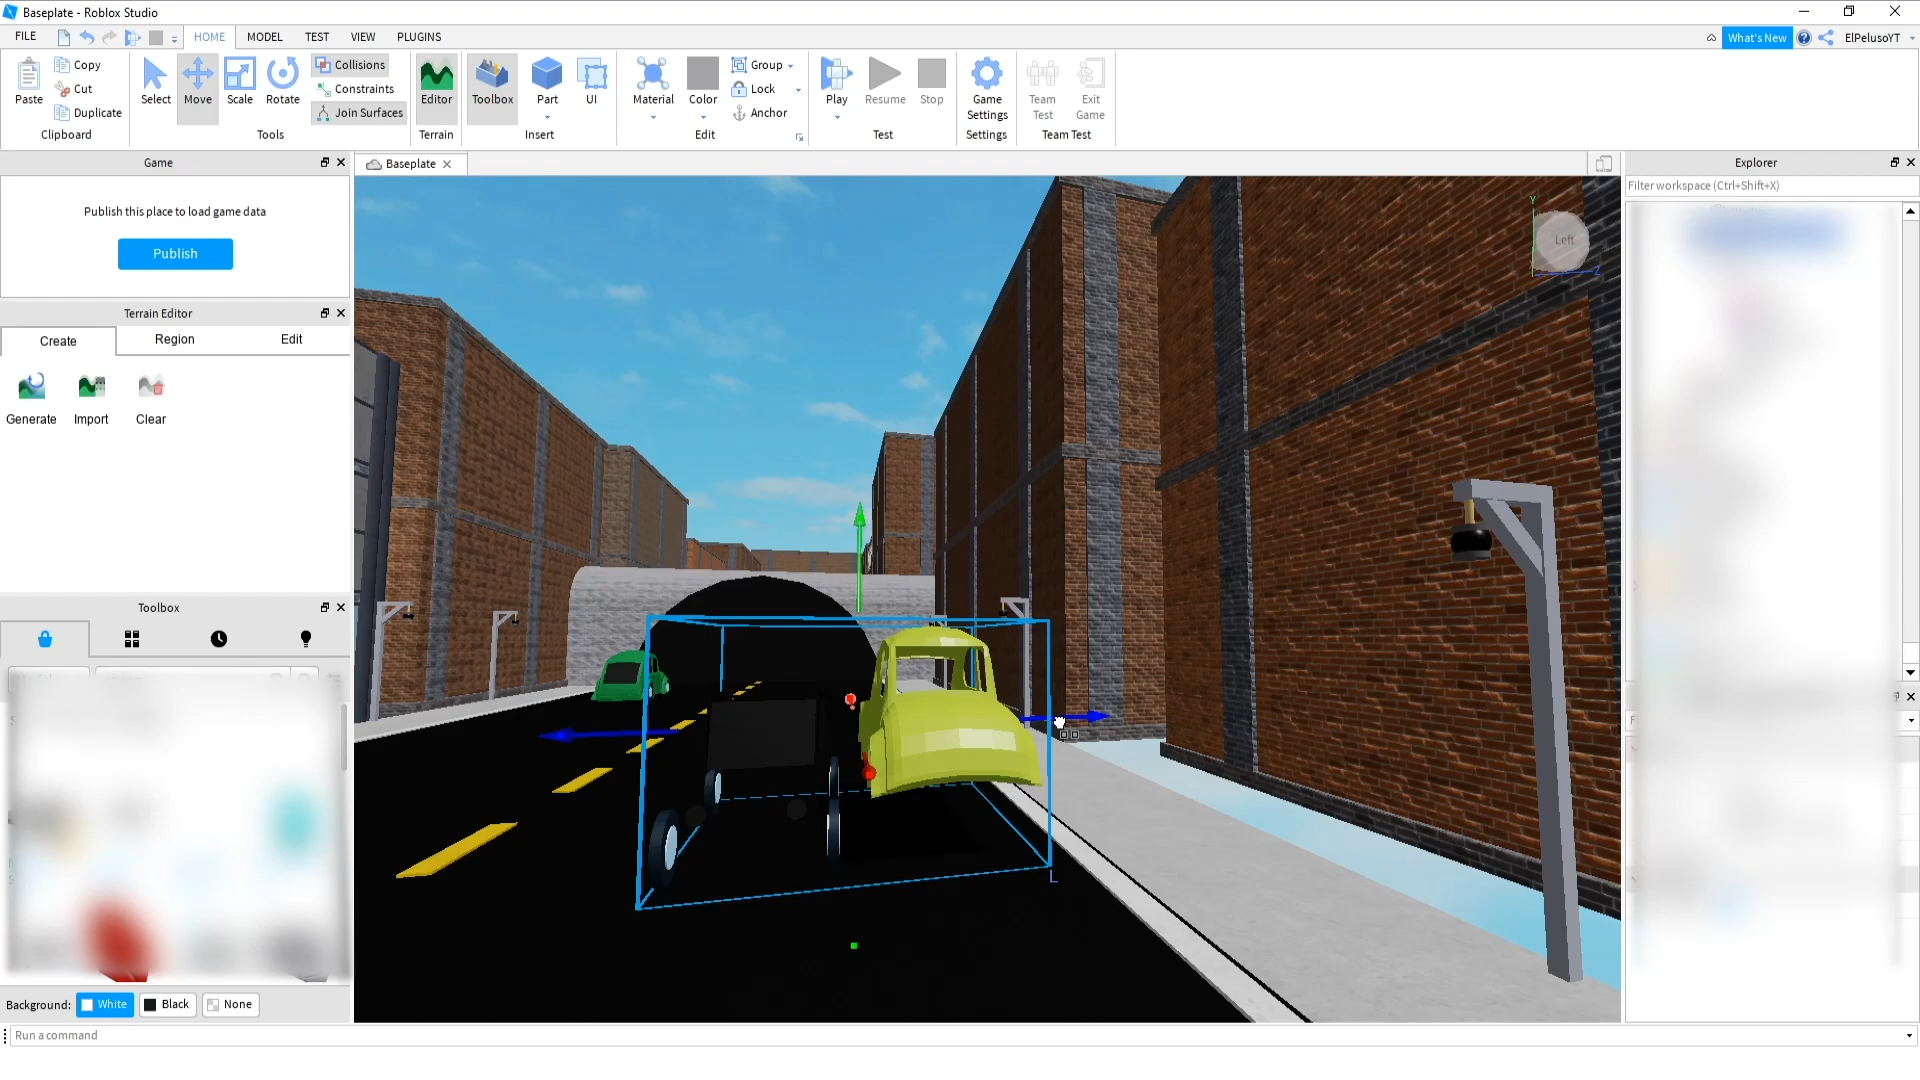 Baseplate - Roblox Studio
FILE HOME MODEL TEST VIEW PLUGINS What's New ElPelusoYT
Paste Copy Cut Duplicate
Clipboard
Select Move Scale Rotate Collisions Constraints Join Surfaces
Tools
Editor
Terrain
Toolbox Part UI
Insert
Material Color Group Lock Anchor
Edit
Play Resume Stop
Test
Game Settings
Settings
Team Test Exit Game
Team Test
Game
Publish this place to load game data
Publish
Terrain Editor
Create Region Edit
Generate Import Clear
Toolbox
Background: White Black None
Run a command
Baseplate
Left
Y
Z
L
Explorer
Filter workspace (Ctrl+Shift+X)